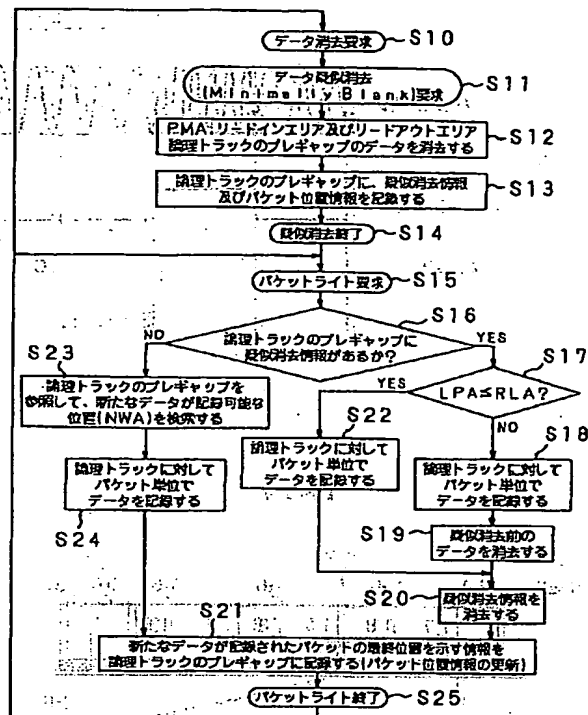 データ消去要求
S10
データ疑似消去
(Minimally Blank)要求
S11
PMA、リードインエリア及びリードアウトエリア
論理トラックのプレギャップのデータを消去する
S12
論理トラックのプレギャップに、疑似消去情報
及びパケット位置情報を記録する
S13
疑似消去終了
S14
パケットライト要求
S15
論理トラックのプレギャップに
疑似消去情報があるか?
S16
NO
YES
S23
論理トラックのプレギャップを
参照して、新たなデータが記録可能な
位置(NWA)を検索する
LPA≦RLA?
S17
YES
NO
S22
論理トラックに対して
パケット単位で
データを記録する
S18
論理トラックに対して
パケット単位で
データを記録する
論理トラックに対して
パケット単位で
データを記録する
S24
S19
疑似消去前の
データを消去する
S20
疑似消去情報を
消去する
S21
新たなデータが記録されたパケットの最終位置を示す情報を
論理トラックのプレギャップに記録する(パケット位置情報の更新)
パケットライト終了
S25